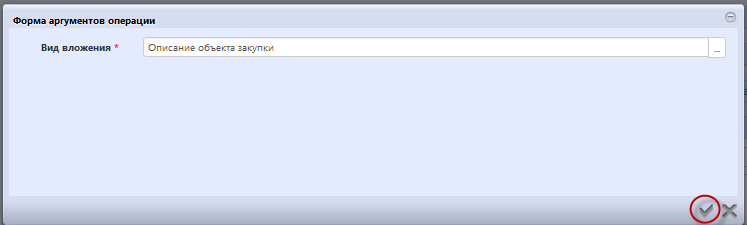 Форма аргументов операции
Вид вложения * Описание объекта закупки ...